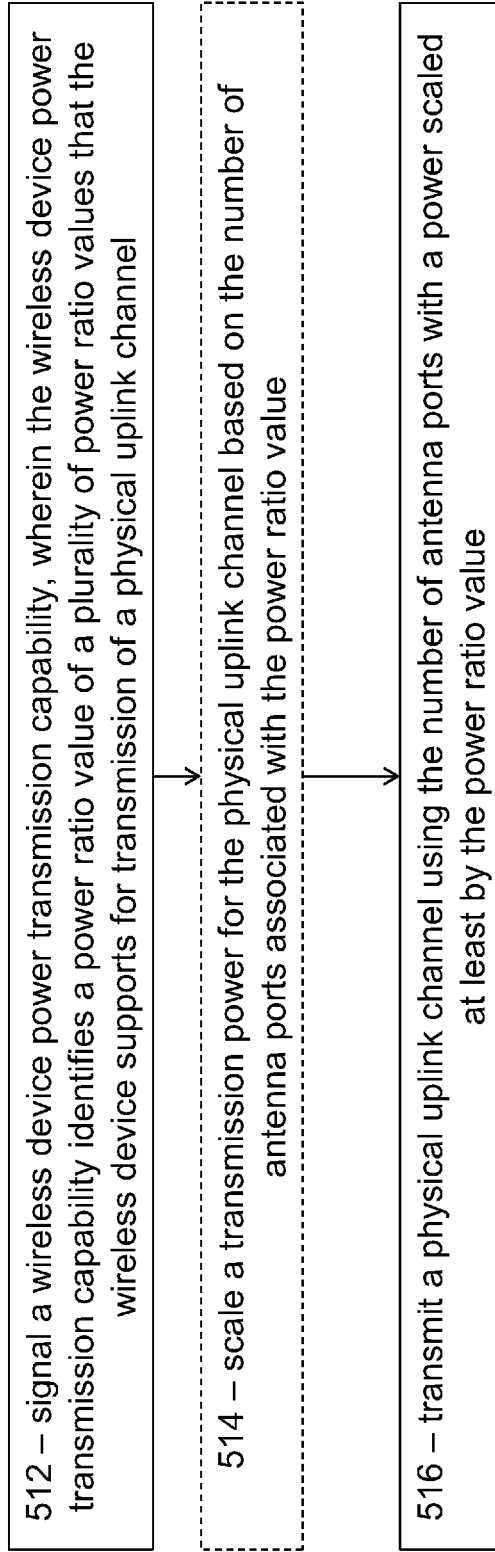 512 – signal a wireless device power transmission capability, wherein the wireless device power
transmission capability identifies a power ratio value of a plurality of power ratio values that the
wireless device supports for transmission of a physical uplink channel
514 – scale a transmission power for the physical uplink channel based on the number of
antenna ports associated with the power ratio value
516 – transmit a physical uplink channel using the number of antenna ports with a power scaled
at least by the power ratio value